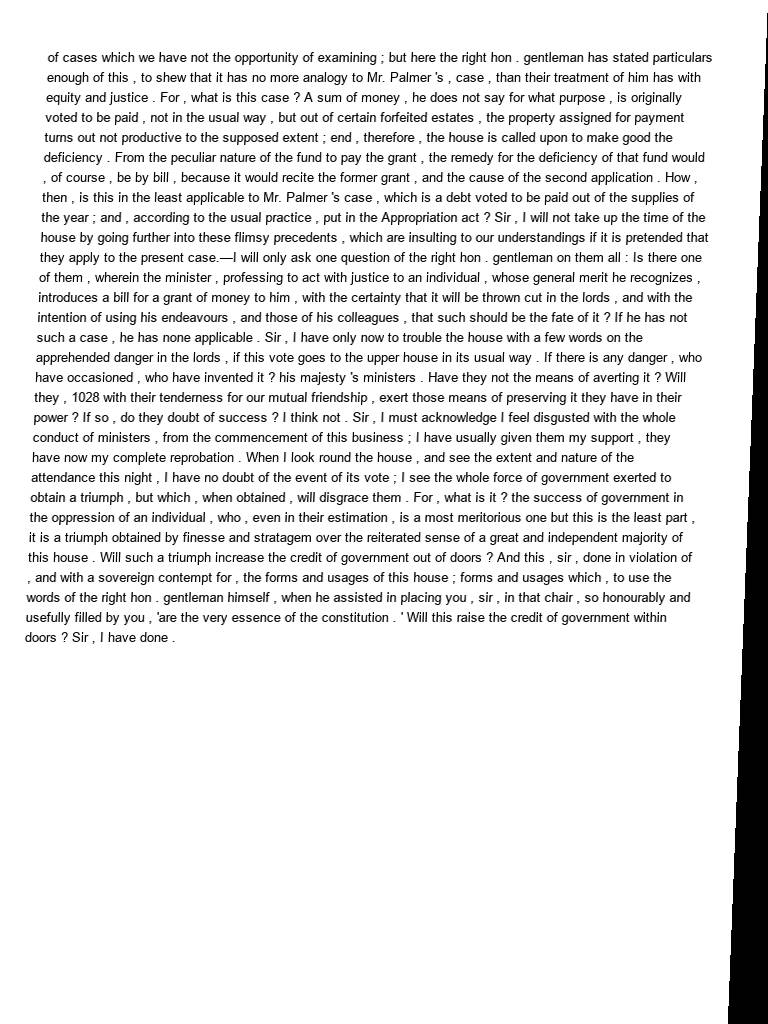 of cases which we have not the opportunity of examining ; but here the right hon . gentleman has stated particulars
enough of this , to shew that it has no more analogy to Mr. Palmer 's , case , than their treatment of him has with
equity and justice . For , what is this case ? A sum of money , he does not say for what purpose , is originally
voted to be paid , not in the usual way , but out of certain forfeited estates , the property assigned for payment
turns out not productive to the supposed extent ; end , therefore , the house is called upon to make good the
deficiency . From the peculiar nature of the fund to pay the grant , the remedy for the deficiency of that fund would
, of course , be by bill , because it would recite the former grant , and the cause of the second application . How ,
then , is this in the least applicable to Mr. Palmer 's case , which is a debt voted to be paid out of the supplies of
the year ; and , according to the usual practice , put in the Appropriation act ? Sir , I will not take up the time of the
house by going further into these flimsy precedents , which are insulting to our understandings if it is pretended that
they apply to the present case.—I will only ask one question of the right hon . gentleman on them all : Is there one
of them , wherein the minister , professing to act with justice to an individual , whose general merit he recognizes ,
introduces a bill for a grant of money to him , with the certainty that it will be thrown cut in the lords , and with the
intention of using his endeavours , and those of his colleagues , that such should be the fate of it ? If he has not
such a case , he has none applicable . Sir , I have only now to trouble the house with a few words on the
apprehended danger in the lords , if this vote goes to the upper house in its usual way . If there is any danger , who
have occasioned , who have invented it ? his majesty 's ministers . Have they not the means of averting it ? Will
they , 1028 with their tenderness for our mutual friendship , exert those means of preserving it they have in their
power ? If so , do they doubt of success ? I think not . Sir , I must acknowledge I feel disgusted with the whole
conduct of ministers , from the commencement of this business ; I have usually given them my support , they
have now my complete reprobation . When I look round the house , and see the extent and nature of the
attendance this night , I have no doubt of the event of its vote ; I see the whole force of government exerted to
obtain a triumph , but which , when obtained , will disgrace them . For , what is it ? the success of government in
the oppression of an individual , who , even in their estimation , is a most meritorious one but this is the least part ,
it is a triumph obtained by finesse and stratagem over the reiterated sense of a great and independent majority of
this house . Will such a triumph increase the credit of government out of doors ? And this , sir , done in violation of
, and with a sovereign contempt for , the forms and usages of this house ; forms and usages which , to use the
words of the right hon . gentleman himself , when he assisted in placing you , sir , in that chair , so honourably and
usefully filled by you , 'are the very essence of the constitution . ' Will this raise the credit of government within
doors ? Sir , I have done .